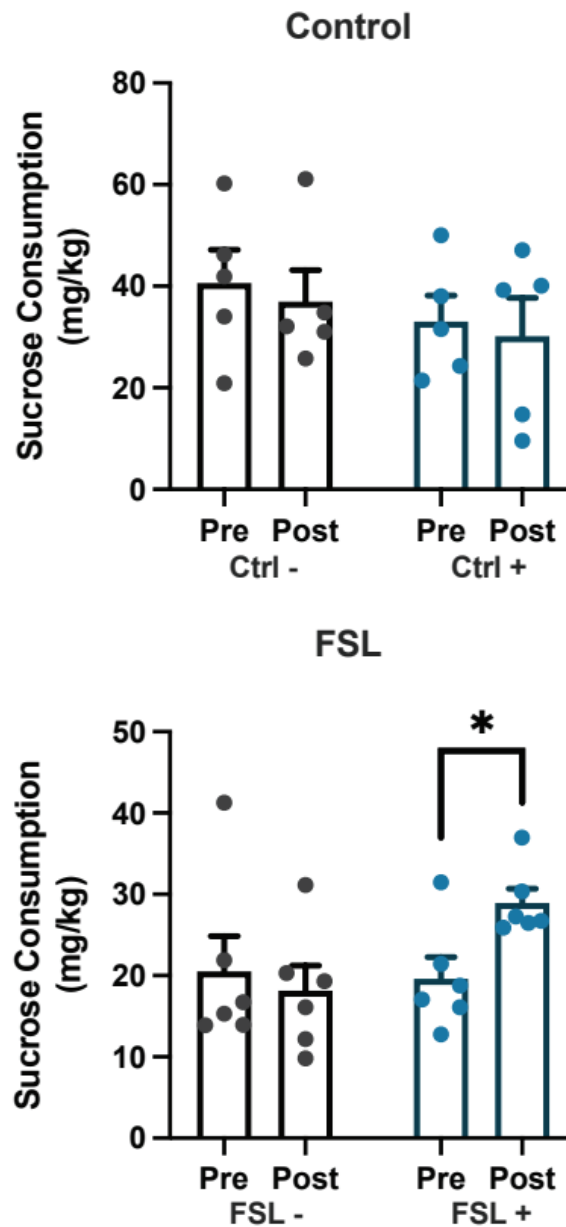 Control
Sucrose Consumption
(mg/kg)
80
60
40
20
0
Pre Post Pre Post
Ctrl - Ctrl +
FSL
Sucrose Consumption
(mg/kg)
50
40
30
20
10
0
*
Pre Post Pre Post
FSL - FSL +